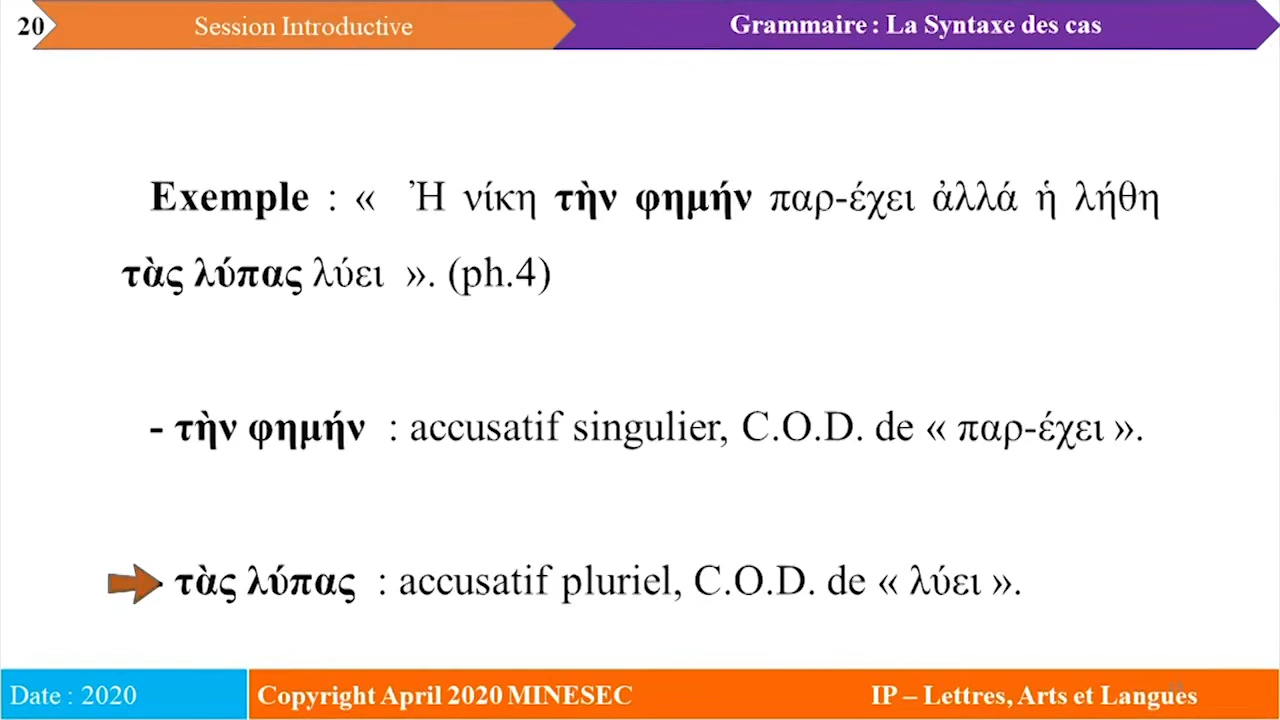 20 Session Introductive Grammaire : La Syntaxe des cas
Exemple : « Ἡ νίκη τὴν φημήν παρ-έχει ἀλλά ἡ λήθη
τὰς λύπας λύει ». (ph.4)
- τὴν φημήν : accusatif singulier, C.O.D. de « παρ-έχει ».
- τὰς λύπας : accusatif pluriel, C.O.D. de « λύει ».
Date : 2020 Copyright April 2020 MINESEC IP – Lettres, Arts et Langues